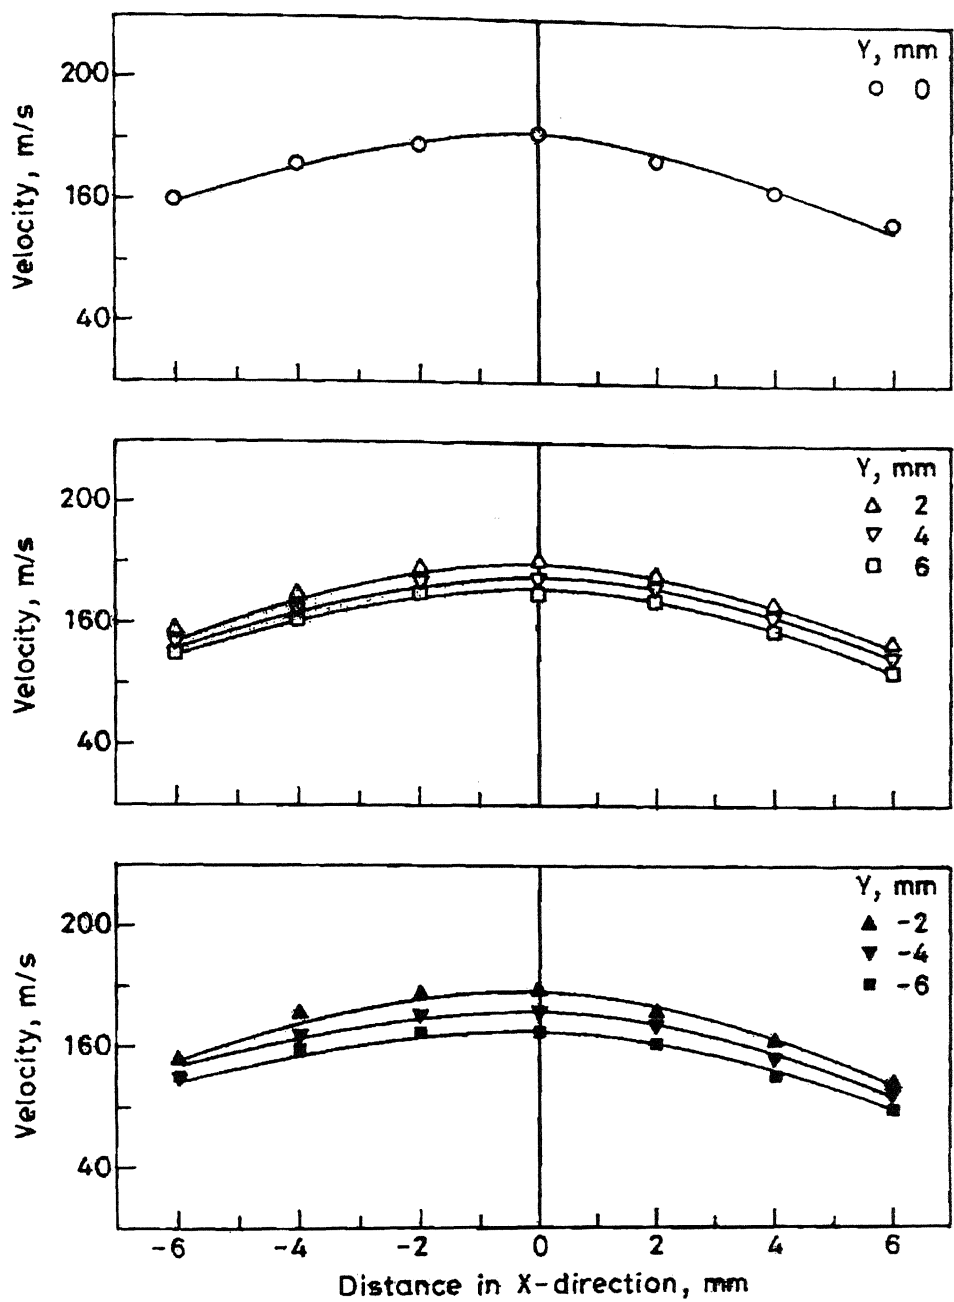 Y, mm
○ 0
200
160
40
Velocity, m/s
Y, mm
△ 2
▽ 4
□ 6
200
160
40
Velocity, m/s
Y, mm
▲ -2
▼ -4
■ -6
200
160
40
Velocity, m/s
-6 -4 -2 0 2 4 6
Distance in X-direction, mm